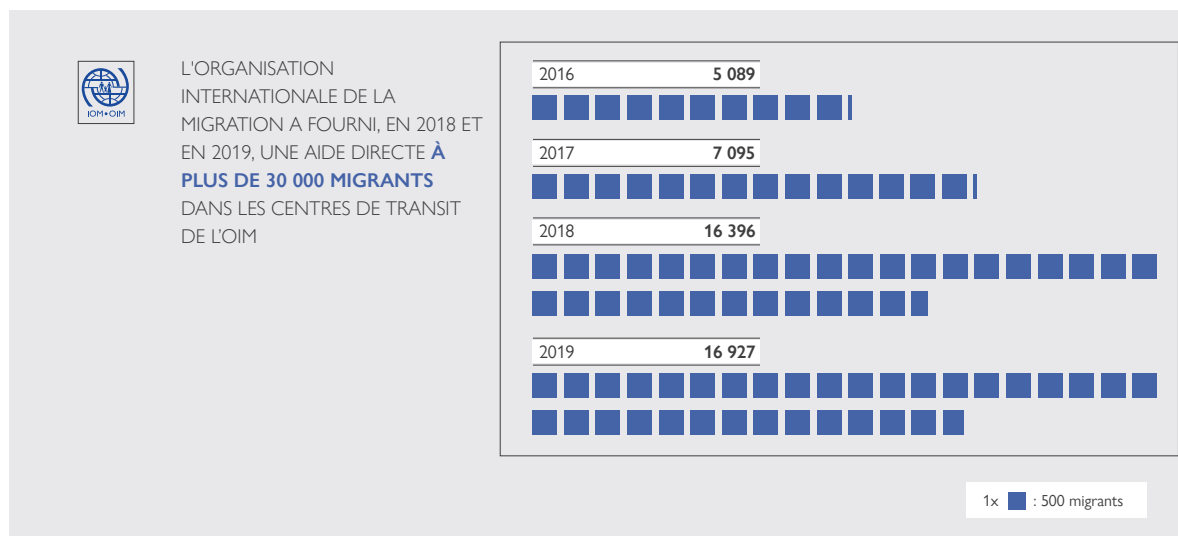 IOM•OIM
L'ORGANISATION
INTERNATIONALE DE LA
MIGRATION A FOURNI, EN 2018 ET
EN 2019, UNE AIDE DIRECTE À
PLUS DE 30 000 MIGRANTS
DANS LES CENTRES DE TRANSIT
DE L'OIM
2016 5 089
2017 7 095
2018 16 396
2019 16 927
1x : 500 migrants